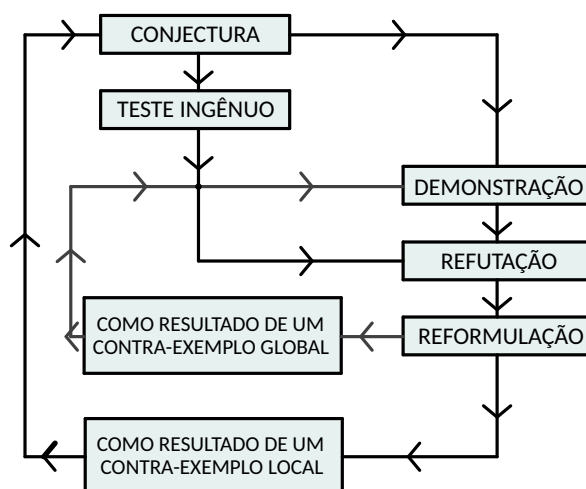 CONJECTURA
TESTE INGÊNUO
DEMONSTRAÇÃO
REFUTAÇÃO
COMO RESULTADO DE UM
CONTRA-EXEMPLO GLOBAL
REFORMULAÇÃO
COMO RESULTADO DE UM
CONTRA-EXEMPLO LOCAL